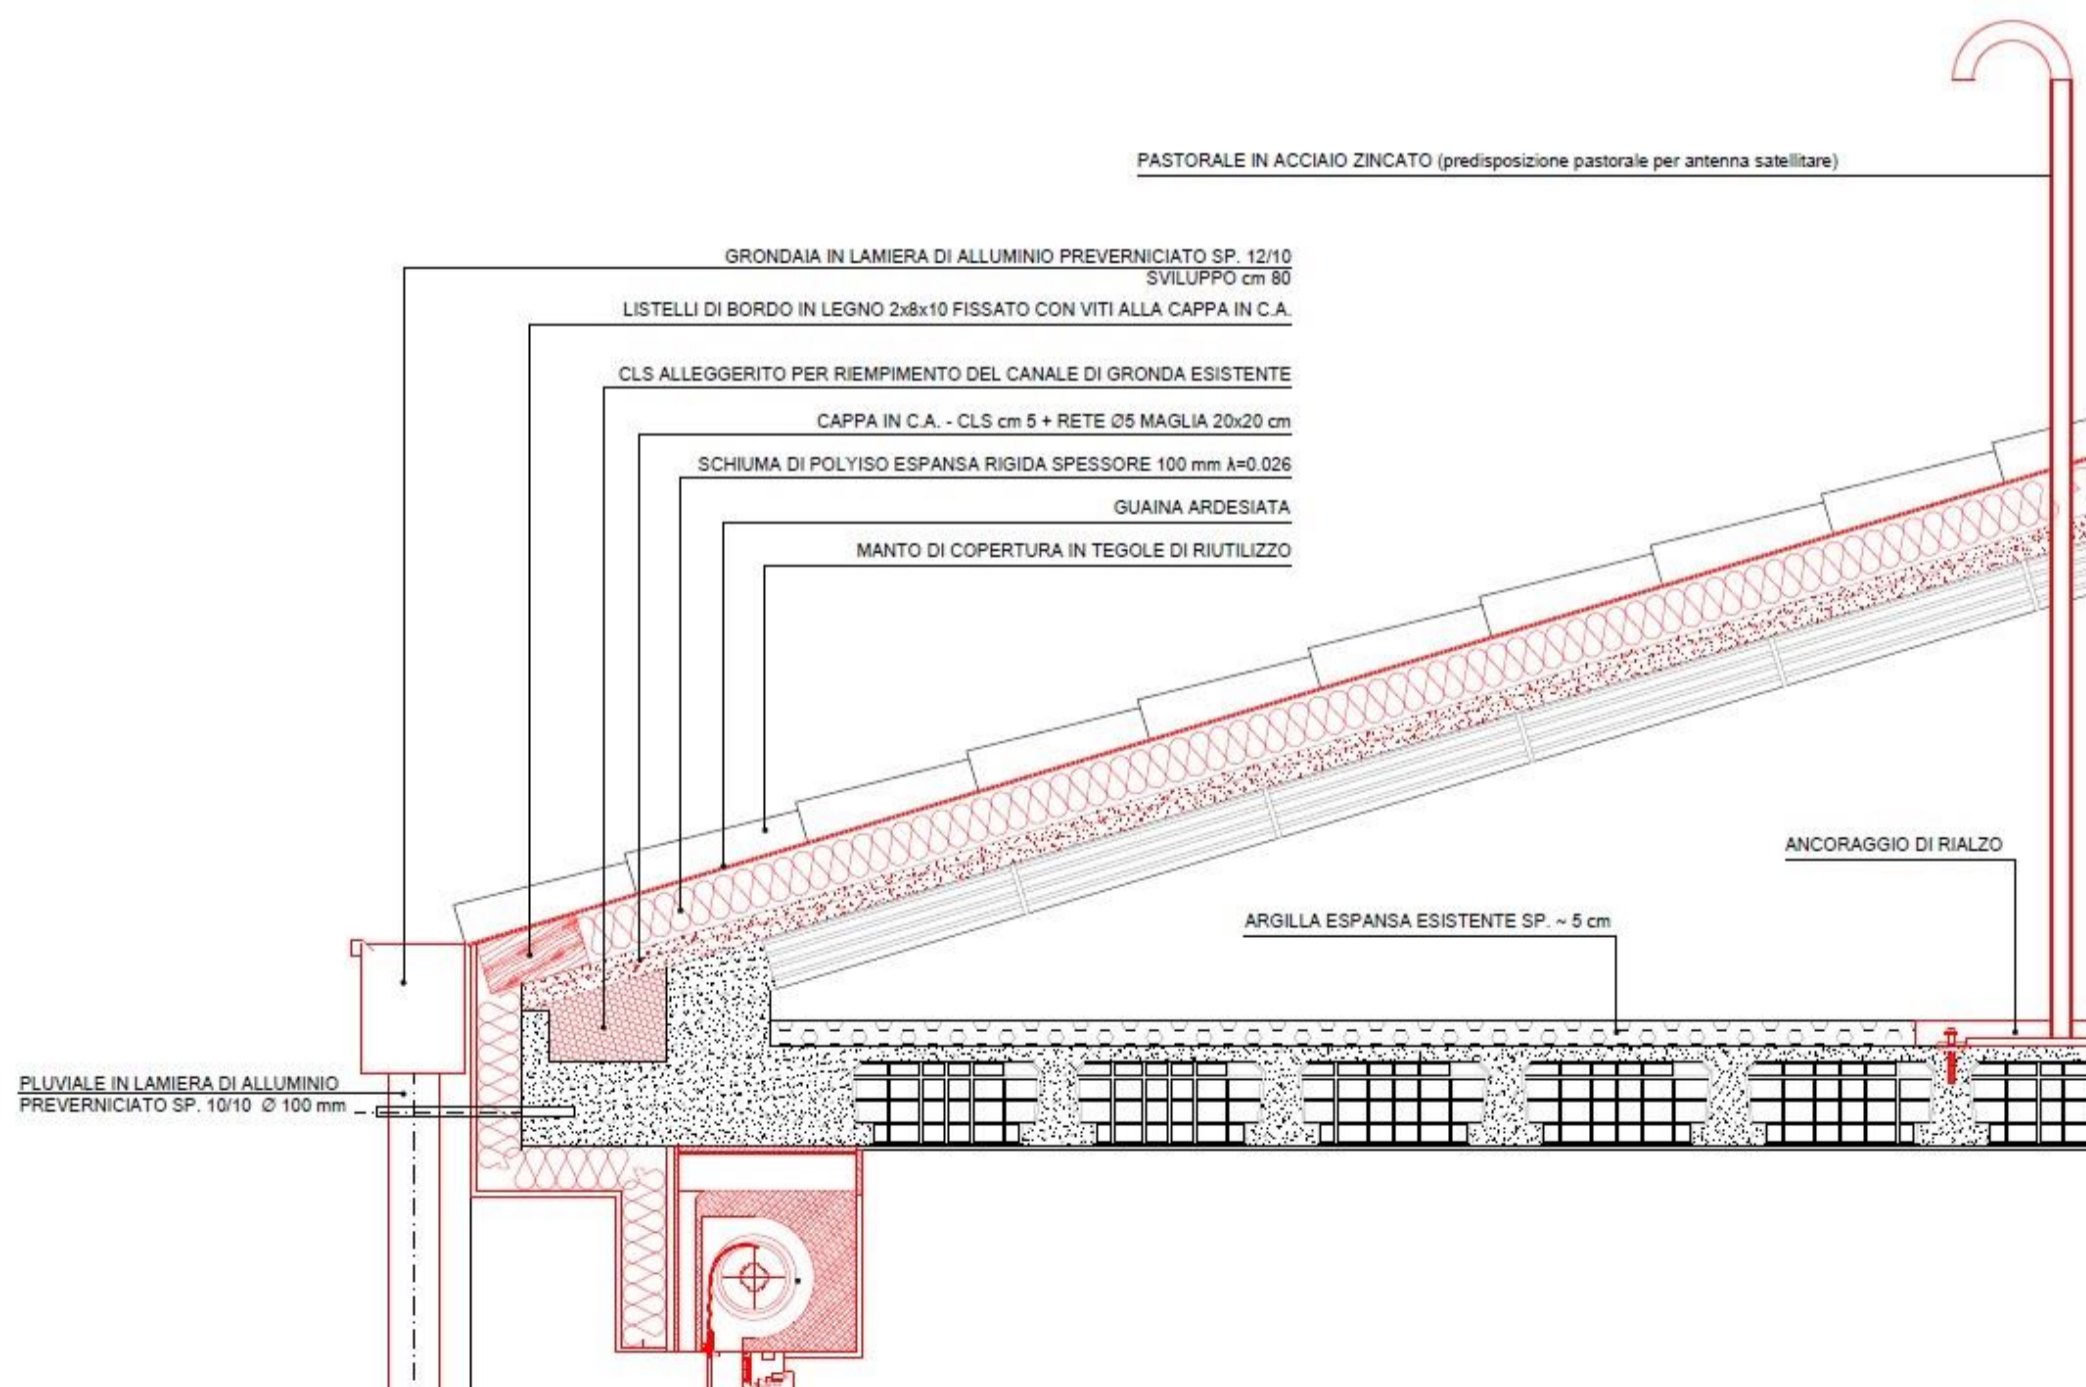 PASTORALE IN ACCIAIO ZINCATO (predisposizione pastorale per antenna satellitare)
GRONDAIA IN LAMIERA DI ALLUMINIO PREVERNICIATO SP. 12/10
SVILUPPO cm 80
LISTELLI DI BORDO IN LEGNO 2x8x10 FISSATO CON VITI ALLA CAPPA IN C.A.
CLS ALLEGGERITO PER RIEMPIMENTO DEL CANALE DI GRONDA ESISTENTE
CAPPA IN C.A. - CLS cm 5 + RETE Ø5 MAGLIA 20x20 cm
SCHIUMA DI POLYISO ESPANSA RIGIDA SPESSORE 100 mm λ=0.026
GUAINA ARDESIATA
MANTO DI COPERTURA IN TEGOLE DI RIUTILIZZO
ANCORAGGIO DI RIALZO
ARGILLA ESPANSA ESISTENTE SP. ~ 5 cm
PLUVIALE IN LAMIERA DI ALLUMINIO
PREVERNICIATO SP. 10/10 Ø 100 mm